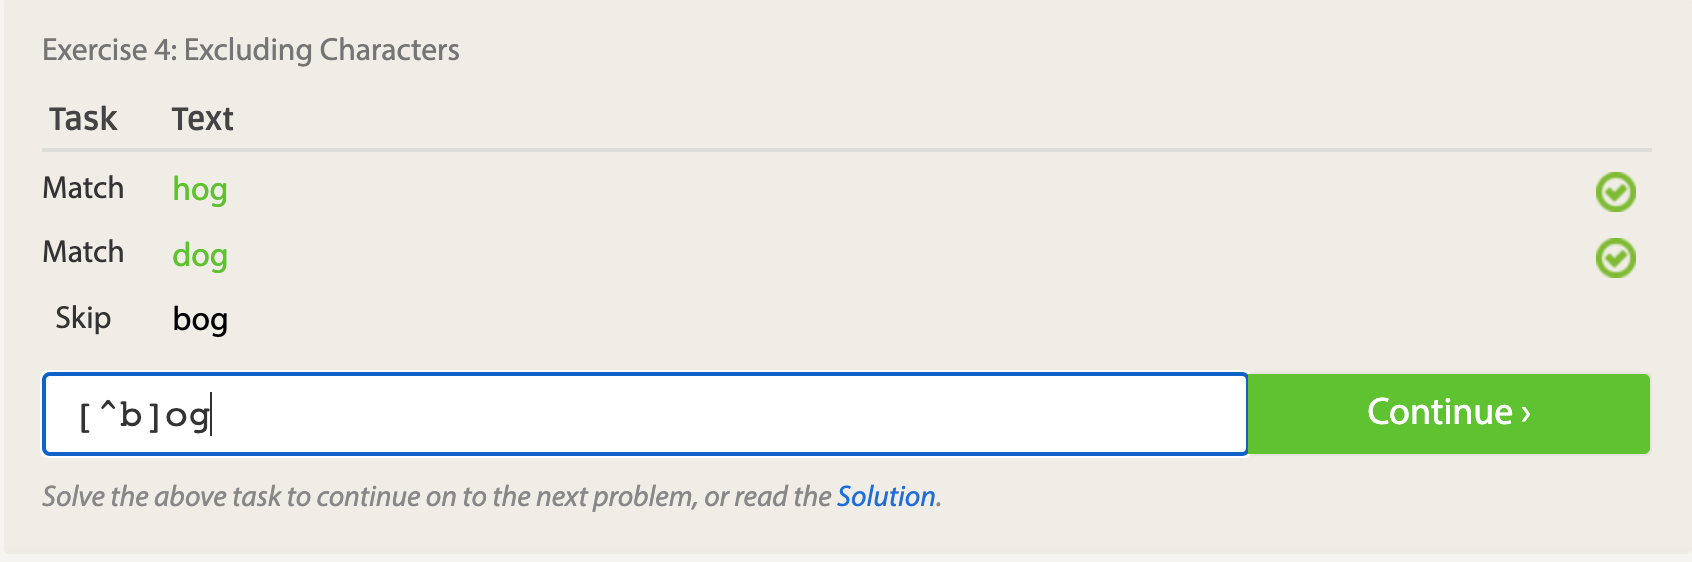 Exercise 4: Excluding Characters
Task Text
Match hog
Match dog
Skip bog
[^b]og
Continue ›
Solve the above task to continue on to the next problem, or read the Solution.